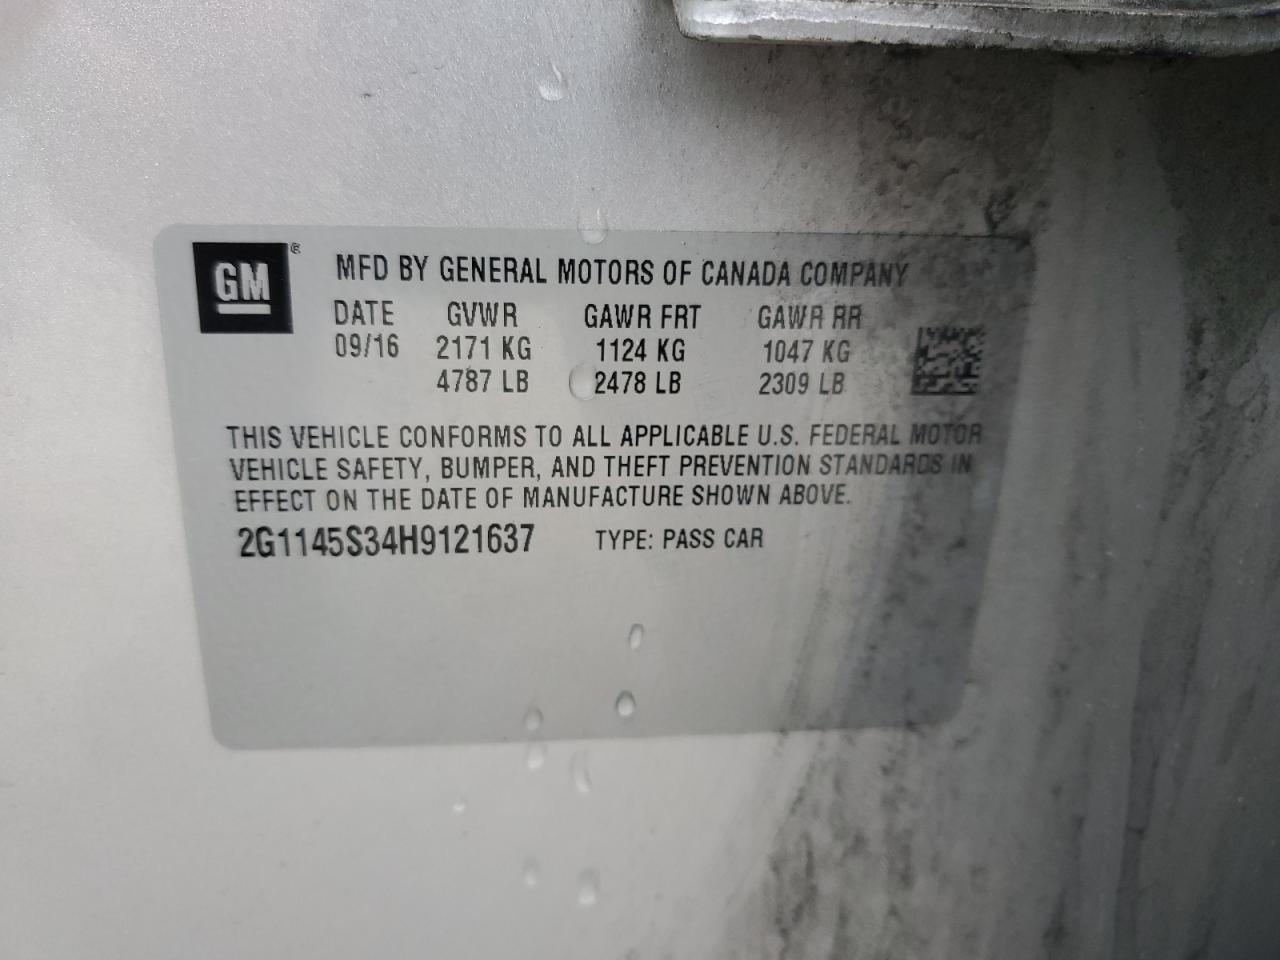 GM ®
MFD BY GENERAL MOTORS OF CANADA COMPANY
DATE GVWR GAWR FRT GAWR RR
09/16 2171 KG 1124 KG 1047 KG
4787 LB 2478 LB 2309 LB
THIS VEHICLE CONFORMS TO ALL APPLICABLE U.S. FEDERAL MOTOR
VEHICLE SAFETY, BUMPER, AND THEFT PREVENTION STANDARDS IN
EFFECT ON THE DATE OF MANUFACTURE SHOWN ABOVE.
2G1145S34H9121637 TYPE: PASS CAR